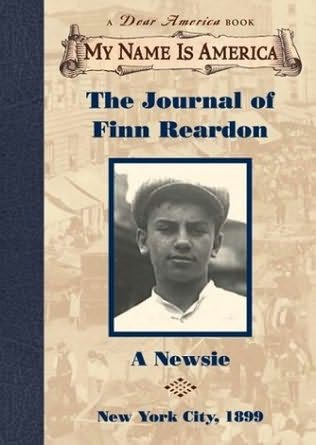 A Dear America BOOK
MY NAME IS AMERICA
The Journal of
Finn Reardon
A Newsie
New York City, 1899